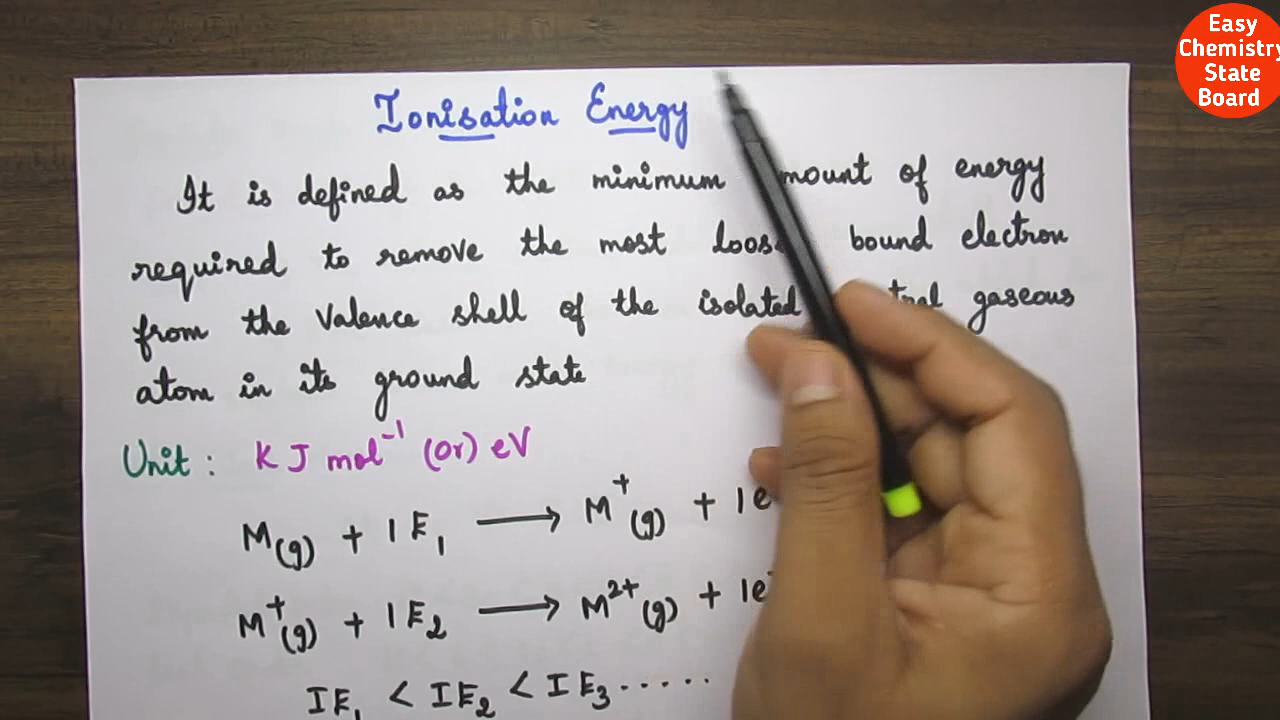 Easy
Chemistry
State
Board
Ionisation Energy
It is defined as the minimum amount of energy
required to remove the most bound electron
from the valence shell of the isolated gaseous
atom in its ground state
Unit : KJ mol⁻¹ (or) eV
M(g) + IE₁ ⟶ M⁺(g) + 1e
M⁺(g) + IE₂ ⟶ M²⁺(g) + 1e⁻
IE₁ < IE₂ < IE₃ ......